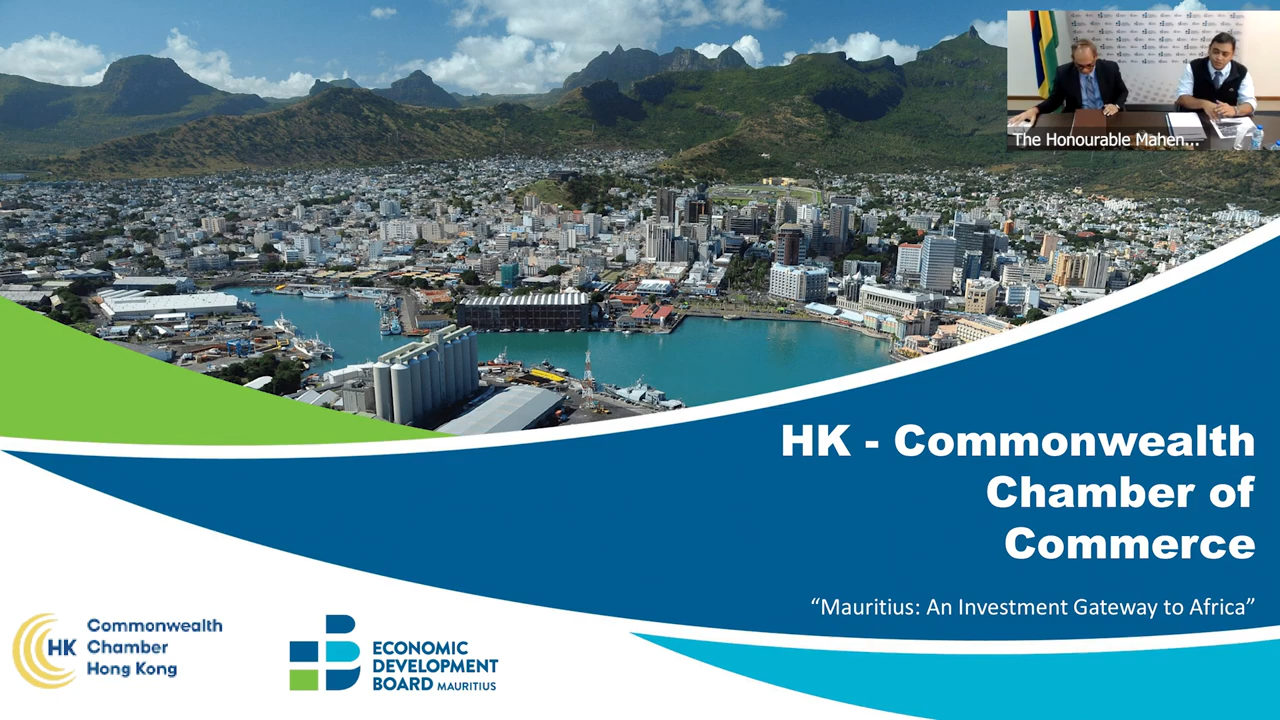 The Honourable Mahen...
HK - Commonwealth
Chamber of
Commerce
“Mauritius: An Investment Gateway to Africa”
HK
Commonwealth
Chamber
Hong Kong
ECONOMIC
DEVELOPMENT
BOARD MAURITIUS